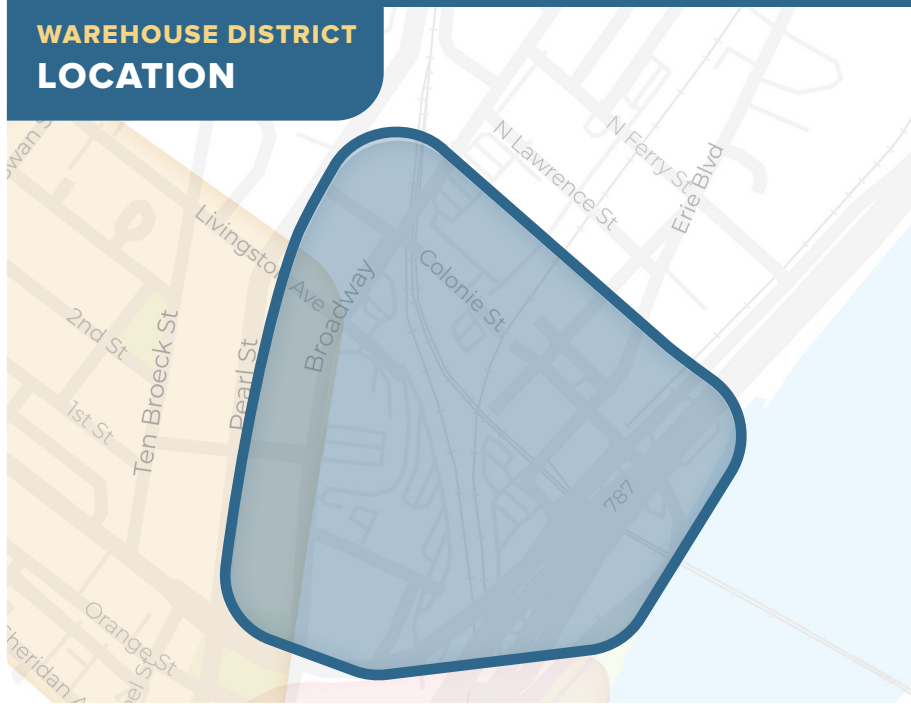 WAREHOUSE DISTRICT
LOCATION
N Lawrence St
N Ferry St
Erie Blvd
Livingston Ave
Colonie St
Broadway
2nd St
Ten Broeck St
Pearl St
1st St
787
Orange St